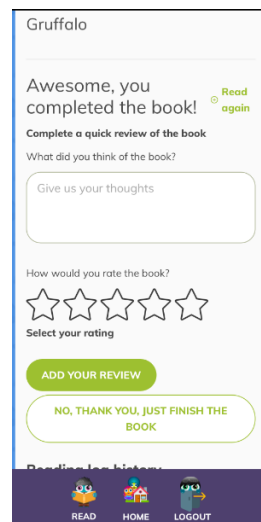 Gruffalo
Awesome, you
completed the book!
Read
again
Complete a quick review of the book
What did you think of the book?
Give us your thoughts
How would you rate the book?
Select your rating
ADD YOUR REVIEW
NO, THANK YOU, JUST FINISH THE
BOOK
Reading log history
READ HOME LOGOUT